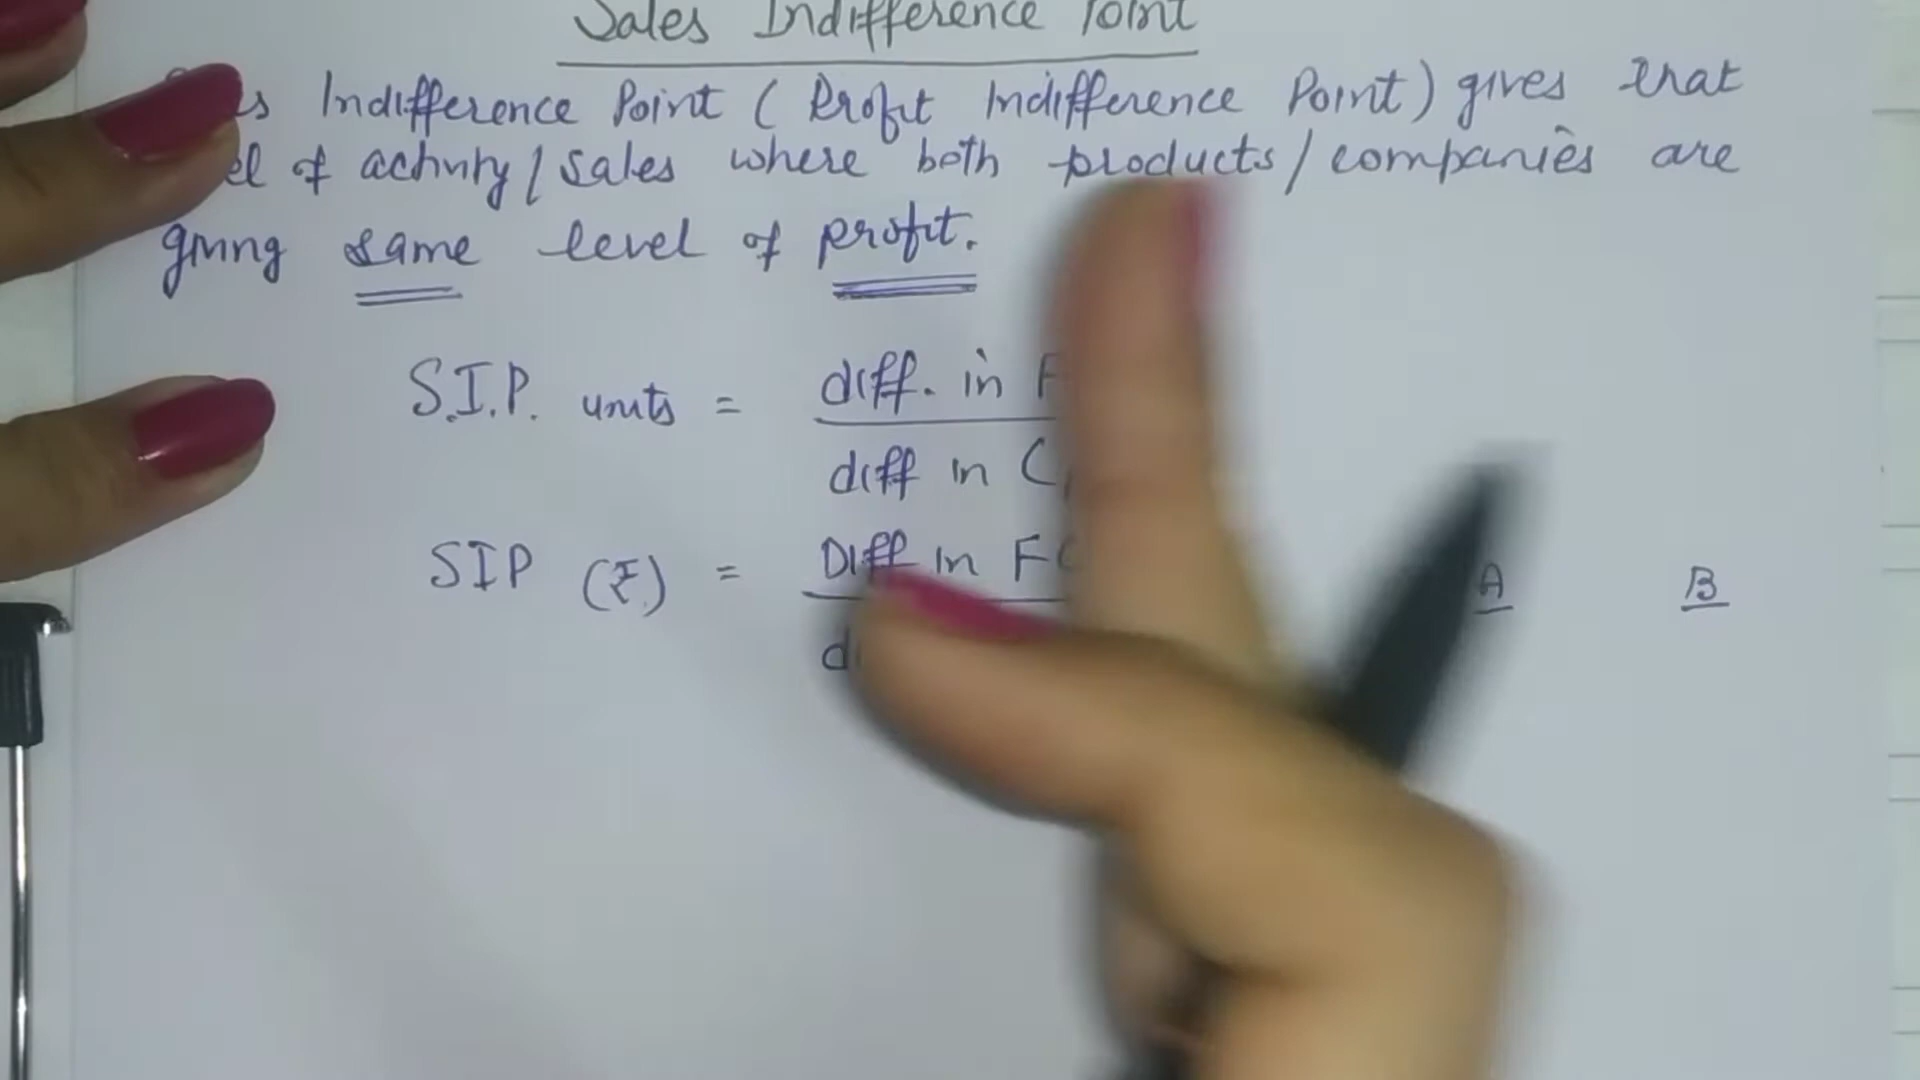 Sales Indifference Point
Indifference Point ( Profit Indifference Point) gives that
of activity / sales where both products / companies are
giving same level of profit.
S.I.P. units = diff. in
diff in
SIP (₹) = Diff in FC
A B